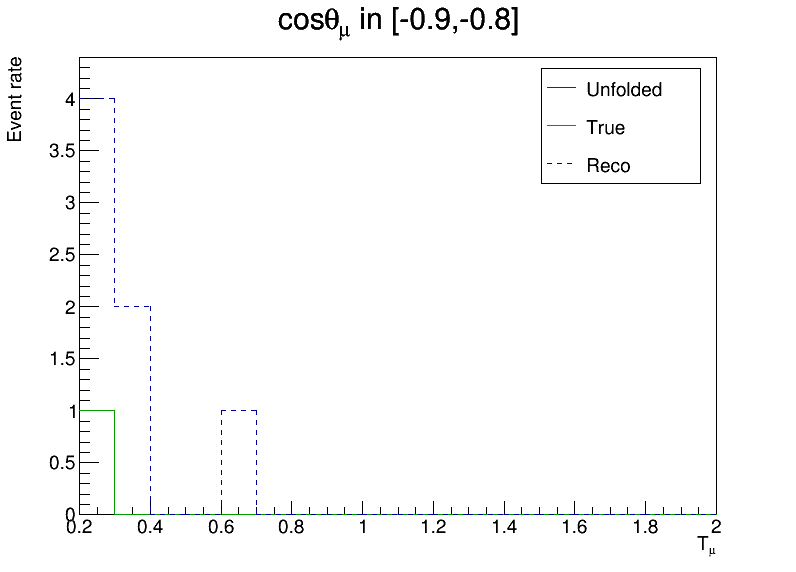 cosθμ in [-0.9,-0.8]
Event rate
Unfolded
True
Reco
4
3.5
3
2.5
2
1.5
1
0.5
0
0.2 0.4 0.6 0.8 1 1.2 1.4 1.6 1.8 2
Tμ